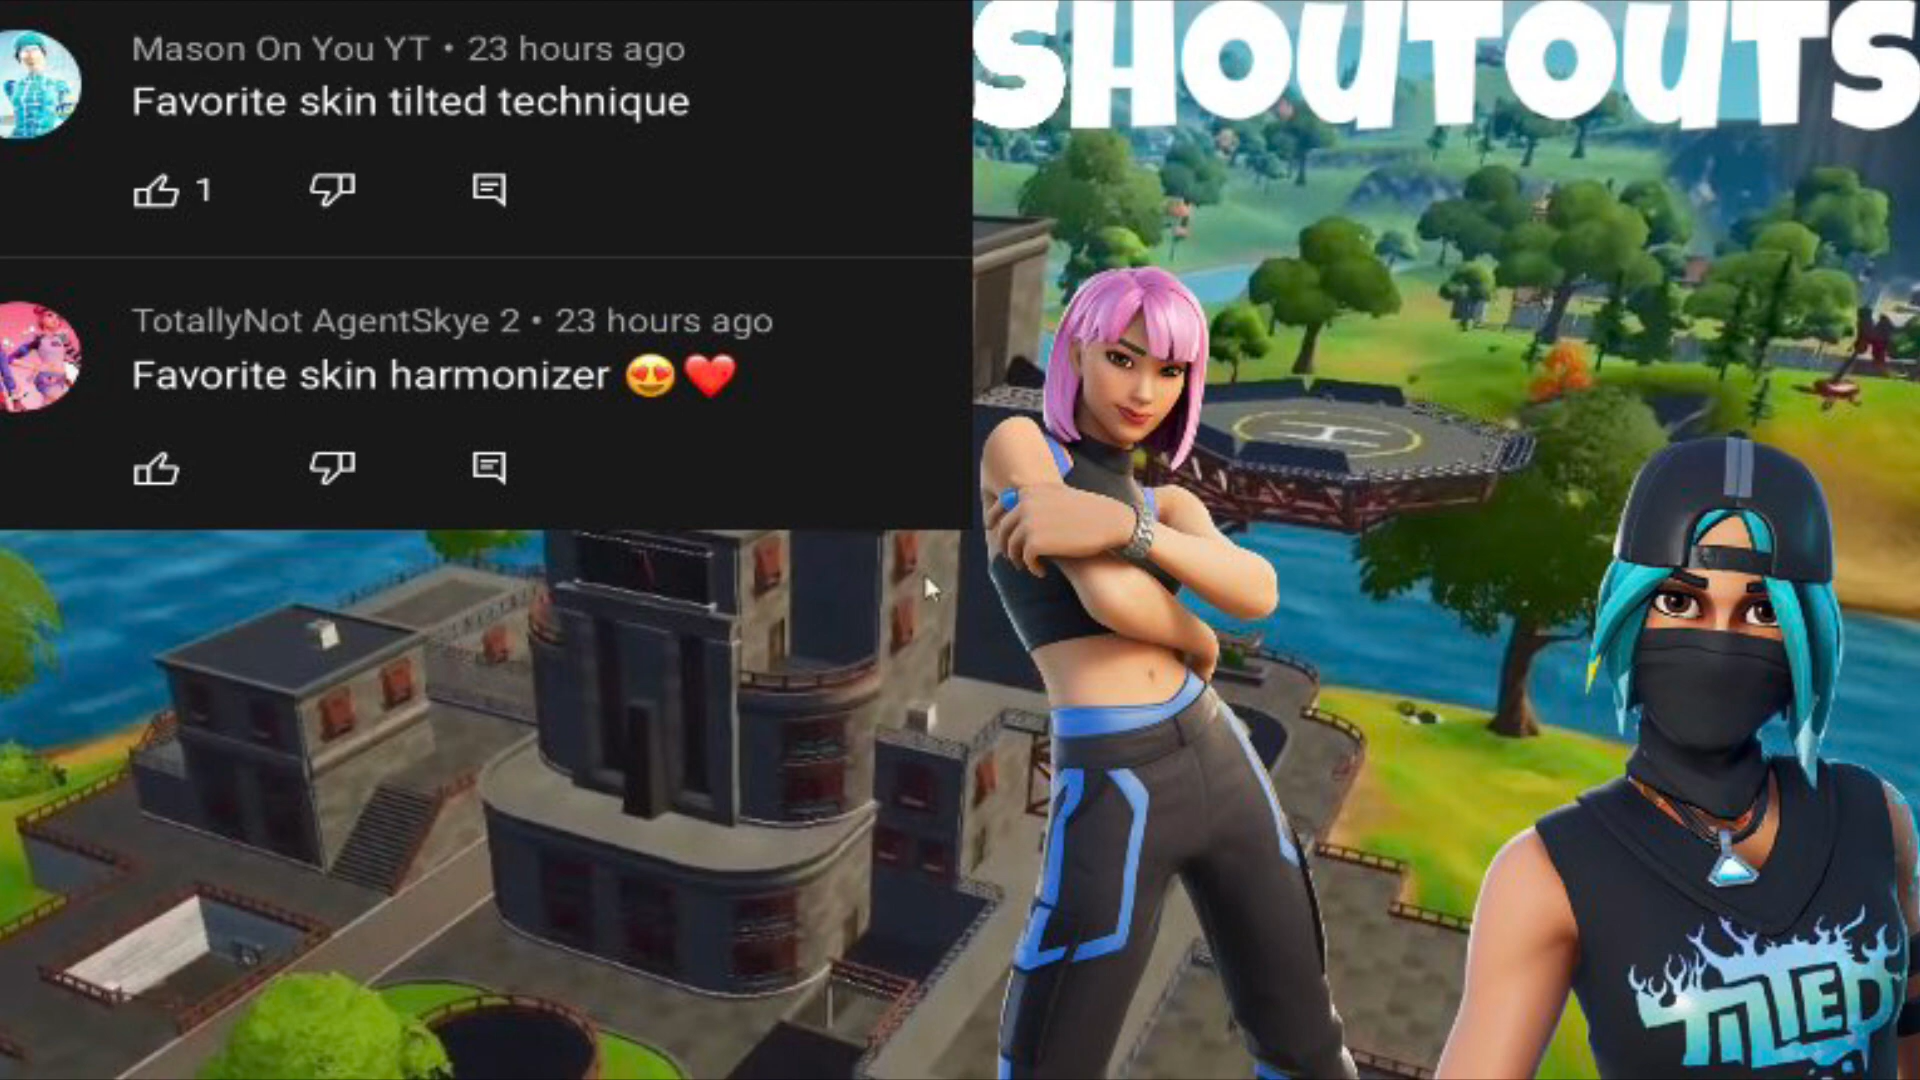 SHOUTOUTS
Mason On You YT • 23 hours ago
Favorite skin tilted technique
1
TotallyNot AgentSkye 2 • 23 hours ago
Favorite skin harmonizer 😍❤️
H
TILTED